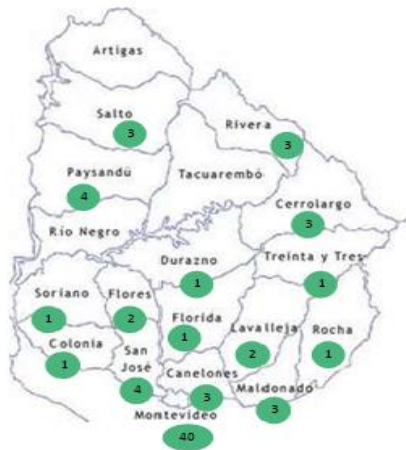 Artigas
Salto
3
Rivera
3
Paysandú
4
Tacuarembó
Cerrolargo
3
Río Negro
Durazno
1
Treinta y Tres
1
Soriano
1
Flores
2
Florida
1
Lavalleja
2
Rocha
1
Colonia
1
San
José
4
Canelones
3
Maldonado
3
Montevideo
40